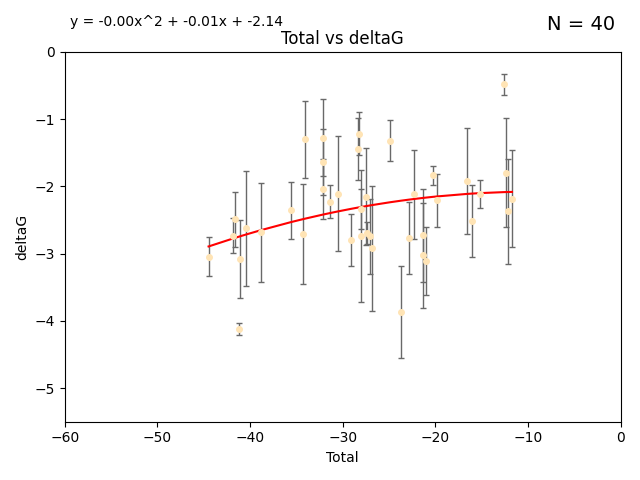 y = -0.00x^2 + -0.01x + -2.14
N = 40
Total vs deltaG
0
−1
−2
−3
−4
−5
deltaG
−60 −50 −40 −30 −20 −10 0
Total